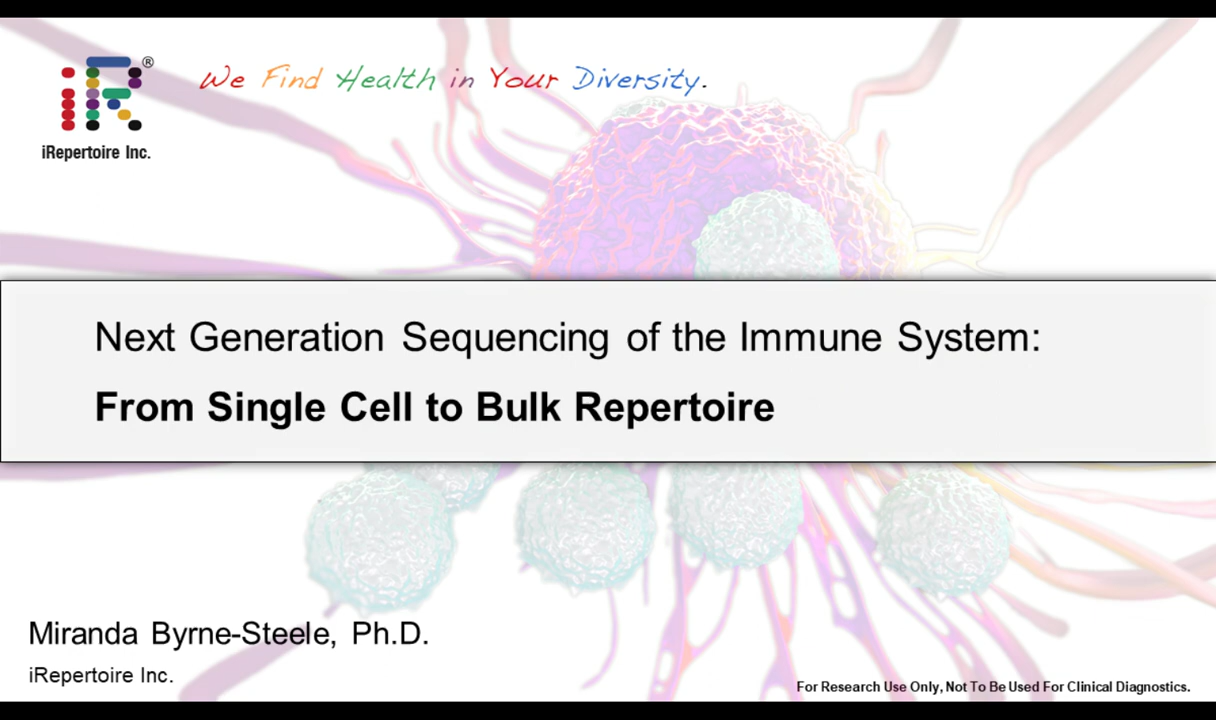 iR®
We Find Health in Your Diversity.
iRepertoire Inc.
Next Generation Sequencing of the Immune System:
From Single Cell to Bulk Repertoire
Miranda Byrne-Steele, Ph.D.
iRepertoire Inc.
For Research Use Only, Not To Be Used For Clinical Diagnostics.